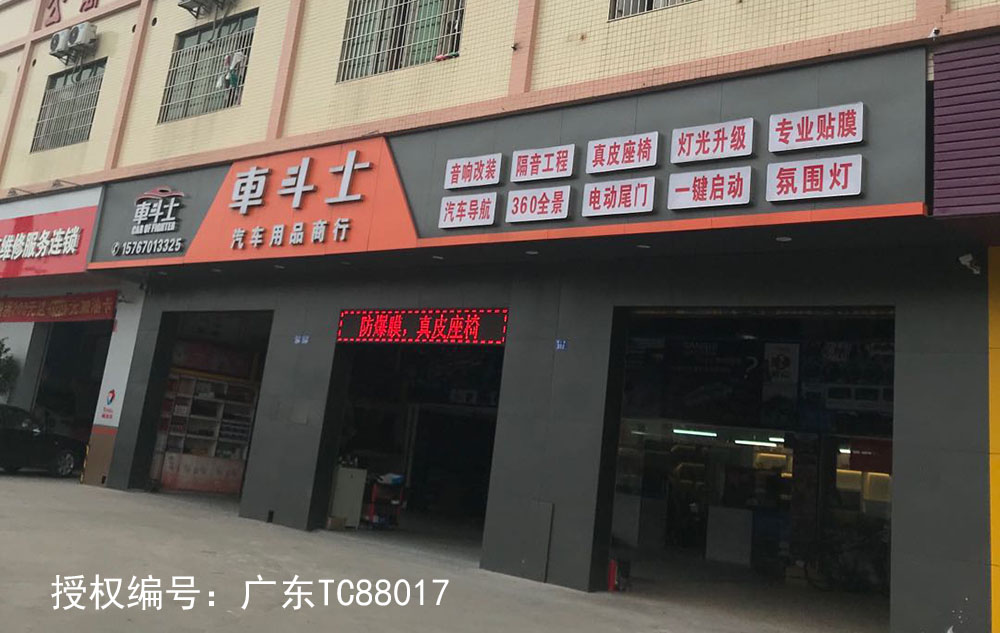 車斗士
CAR OF FIGHTER
15767013325
車斗士
汽车用品商行
音响改装
隔音工程
真皮座椅
灯光升级
专业贴膜
汽车导航
360全景
电动尾门
一键启动
氛围灯
维修服务连锁
防爆膜，真皮座椅
授权编号：广东TC88017